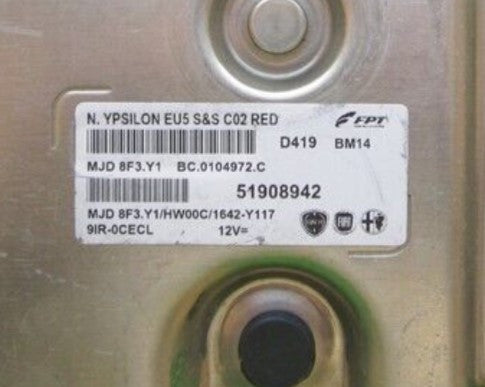 N. YPSILON EU5 S&S C02 RED FPT
D419 BM14
MJD 8F3.Y1 BC.0104972.C
51908942
MJD 8F3.Y1/HW00C/1642-Y117
9IR-0CECL 12V=